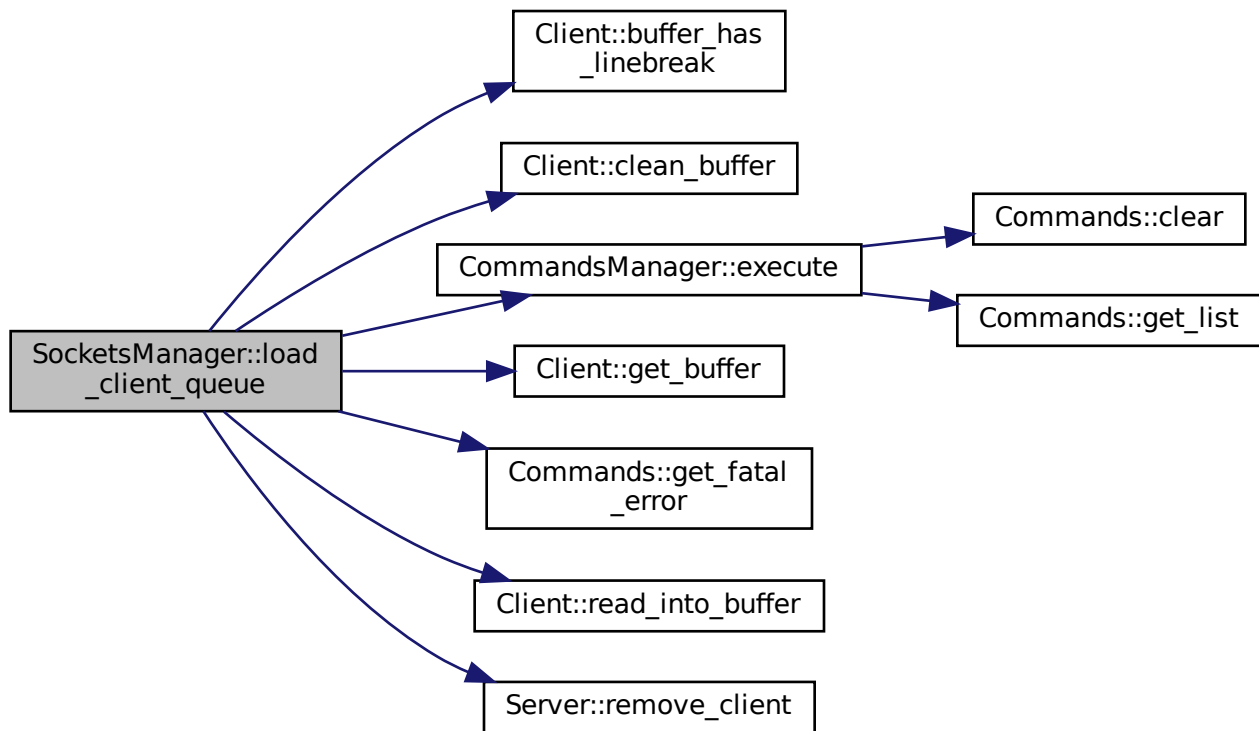 Client::buffer_has
_linebreak
Client::clean_buffer
Commands::clear
CommandsManager::execute
Commands::get_list
SocketsManager::load
_client_queue
Client::get_buffer
Commands::get_fatal
_error
Client::read_into_buffer
Server::remove_client